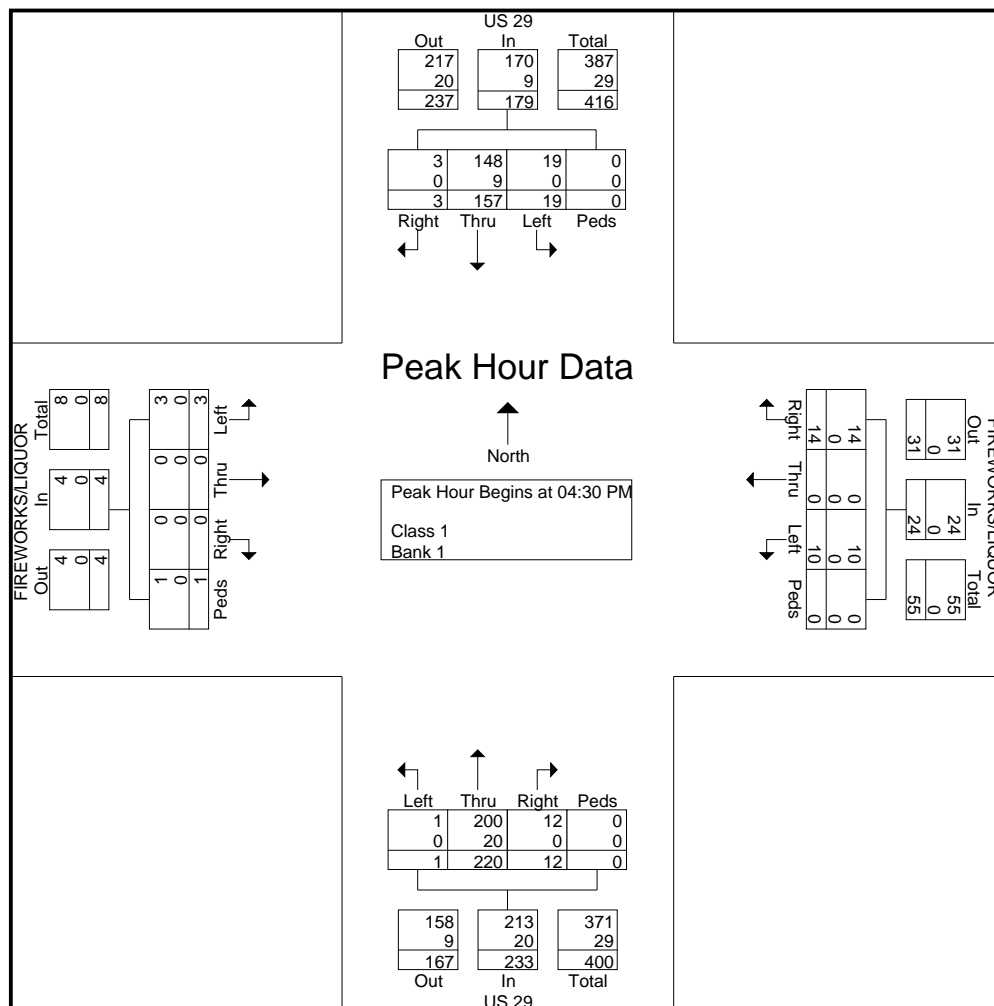 US 29
Out In Total
217 170 387
20 9 29
237 179 416
3 148 19 0
0 9 0 0
3 157 19 0
Right Thru Left Peds
Peak Hour Data
North
Peak Hour Begins at 04:30 PM
Class 1
Bank 1
FIREWORKS/LIQUOR
Out In Total
4 4 8
0 0 0
4 4 8
1 0 0 3
0 0 0 0
1 0 0 3
Peds Right Thru Left
FIREWORKS/LIQUOR
Out In Total
31 24 55
0 0 0
31 24 55
14 0 10 0
0 0 0 0
14 0 10 0
Right Thru Left Peds
Left Thru Right Peds
1 200 12 0
0 20 0 0
1 220 12 0
158 213 371
9 20 29
167 233 400
Out In Total
US 29